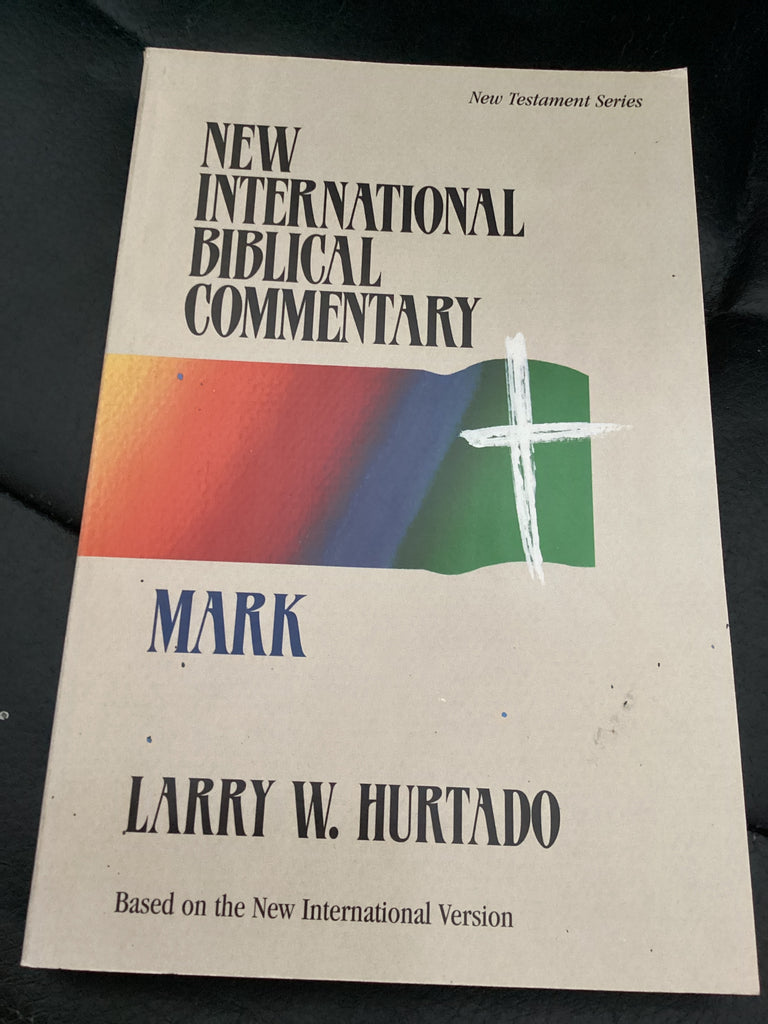 New Testament Series
NEW
INTERNATIONAL
BIBLICAL
COMMENTARY
MARK
LARRY W. HURTADO
Based on the New International Version